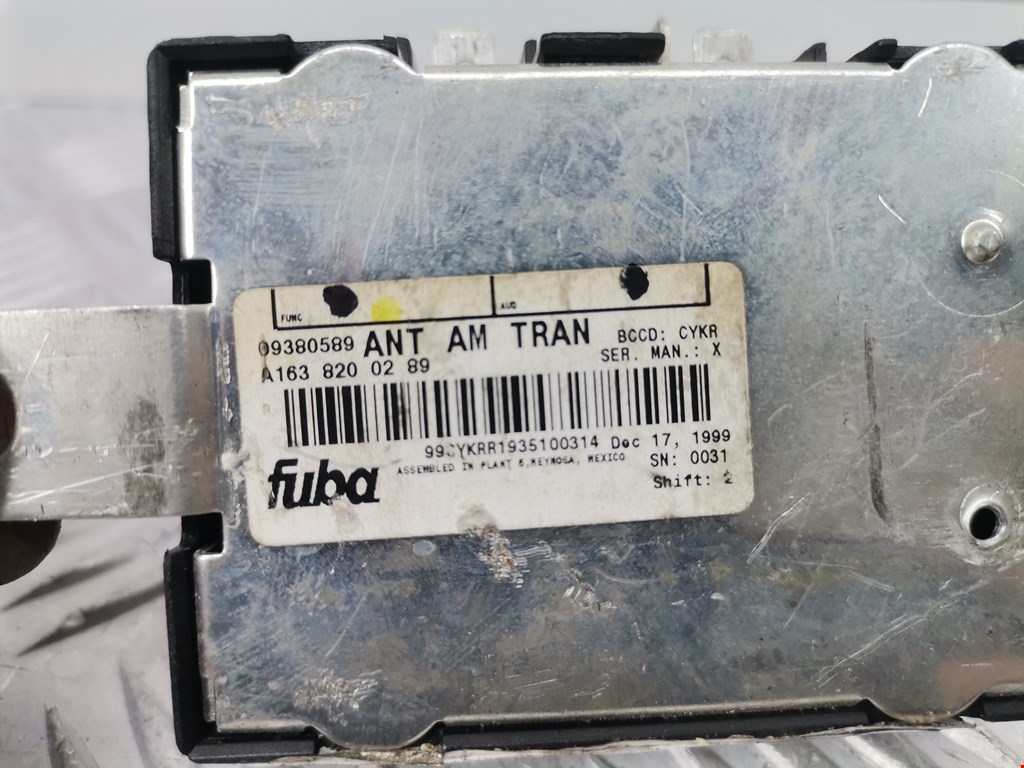 FUNC AUD
09380589 ANT AM TRAN BCCD: CYKR
A163 820 02 89 SER. MAN.: X
99CYKRR1935100314 Dec 17, 1999
ASSEMBLED IN PLANT 6, REYNOSA, MEXICO SN: 0031
fuba Shift: 2